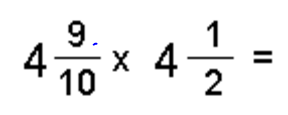 4 9/10 x 4 1/2 =